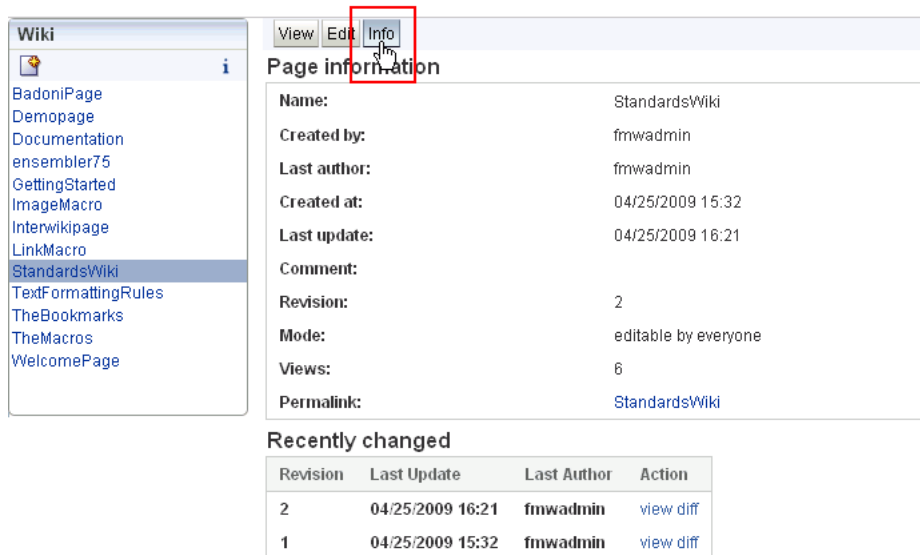 Wiki
View Edit Info
i
Page information
BadoniPage
Demopage
Documentation
ensembler75
GettingStarted
ImageMacro
Interwikipage
LinkMacro
StandardsWiki
TextFormattingRules
TheBookmarks
TheMacros
WelcomePage
Name: StandardsWiki
Created by: fmwadmin
Last author: fmwadmin
Created at: 04/25/2009 15:32
Last update: 04/25/2009 16:21
Comment:
Revision: 2
Mode: editable by everyone
Views: 6
Permalink: StandardsWiki
Recently changed
Revision Last Update Last Author Action
2 04/25/2009 16:21 fmwadmin view diff
1 04/25/2009 15:32 fmwadmin view diff